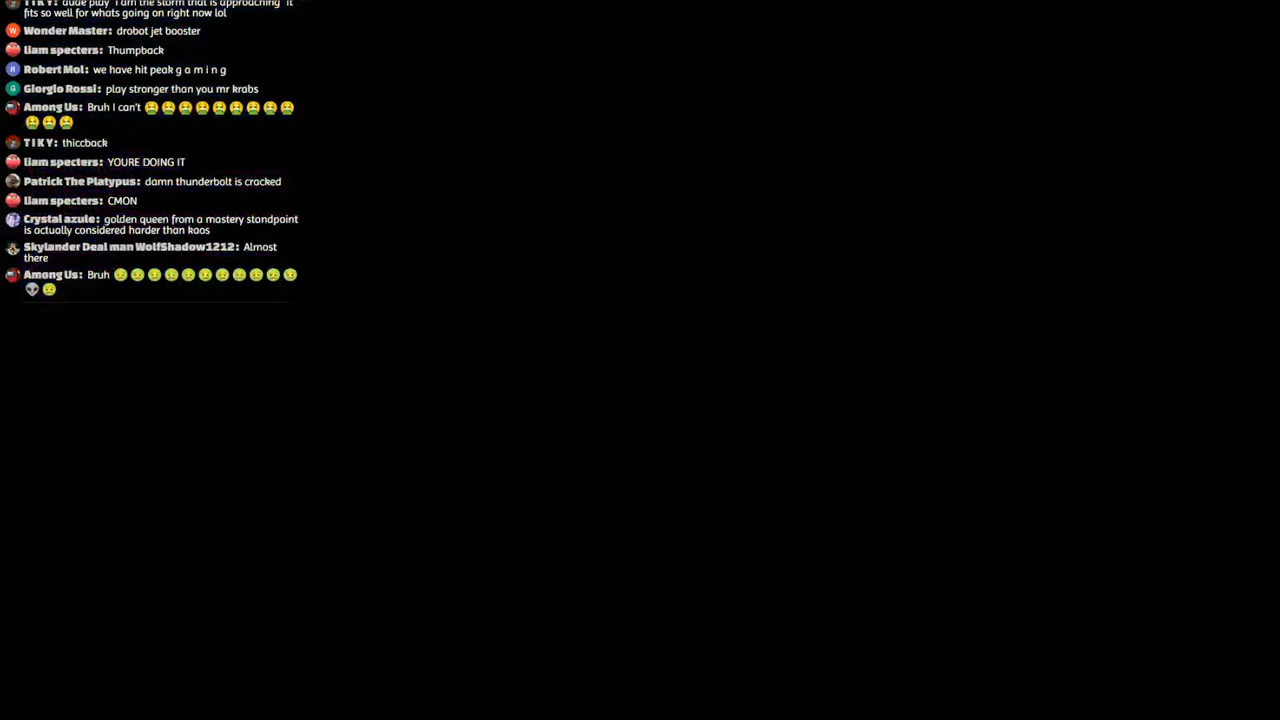 TIKY: dude play "I am the storm that is approaching" it
fits so well for whats going on right now lol
Wonder Master: drobot jet booster
liam specters: Thumpback
Robert Mol: we have hit peak g a m i n g
Giorgio Rossi: play stronger than you mr krabs
Among Us: Bruh I can't 🤮🤮🤮🤮🤮🤮🤮🤮🤮
🤮🤮🤮
T I K Y: thiccback
liam specters: YOURE DOING IT
Patrick The Platypus: damn thunderbolt is cracked
liam specters: CMON
Crystal azule: golden queen from a mastery standpoint
is actually considered harder than kaos
Skylander Deal man WolfShadow1212: Almost
there
Among Us: Bruh 🤢🤢🤢🤢🤢🤢🤢🤢🤢🤢🤢
👽🤢